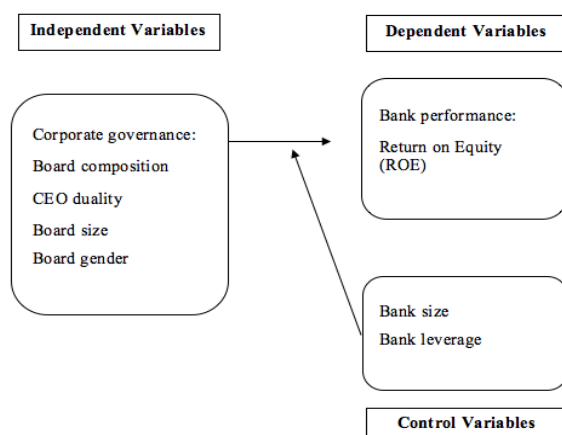 Independent Variables
Dependent Variables
Corporate governance:
Board composition
CEO duality
Board size
Board gender
Bank performance:
Return on Equity
(ROE)
Bank size
Bank leverage
Control Variables